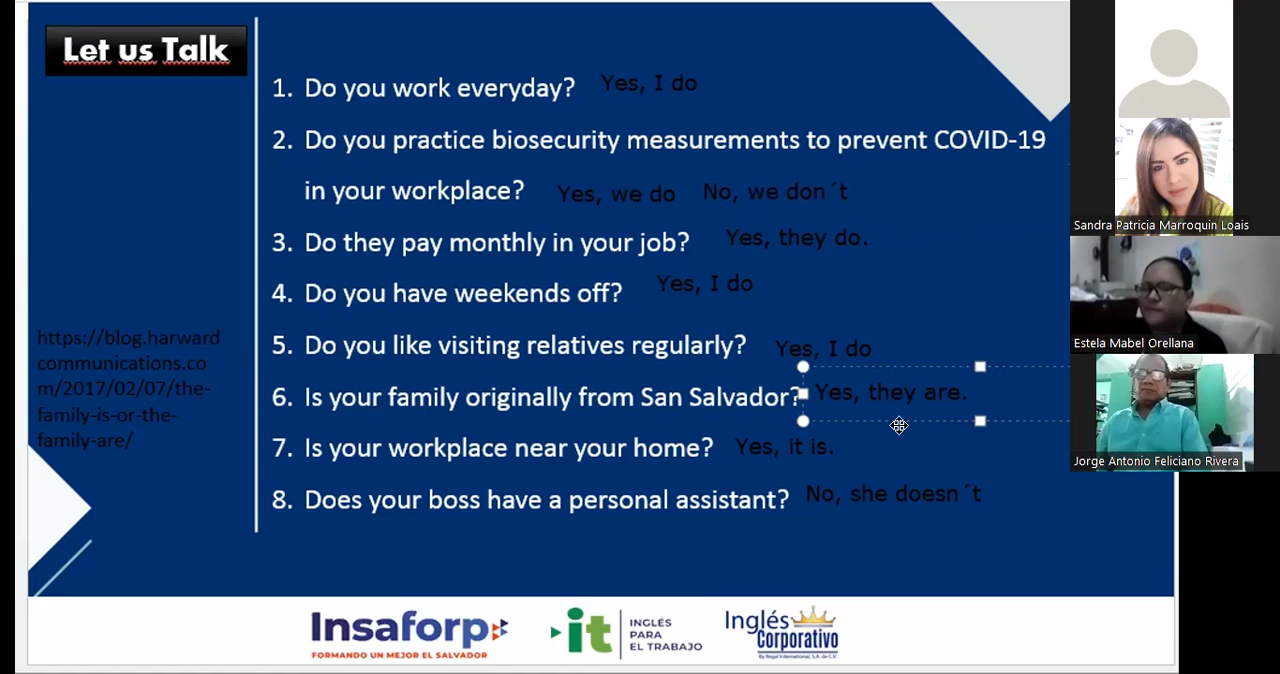 Let us Talk
1. Do you work everyday? Yes, I do
2. Do you practice biosecurity measurements to prevent COVID-19
in your workplace? Yes, we do No, we don´t
3. Do they pay monthly in your job? Yes, they do.
4. Do you have weekends off? Yes, I do
5. Do you like visiting relatives regularly? Yes, I do
6. Is your family originally from San Salvador? Yes, they are.
7. Is your workplace near your home? Yes, it is.
8. Does your boss have a personal assistant? No, she doesn´t
https://blog.harward
communications.co
m/2017/02/07/the-
family-is-or-the-
family-are/
Insaforp
FORMANDO UN MEJOR EL SALVADOR
it
INGLÉS
PARA
EL TRABAJO
Inglés
Corporativo
By Regal International, S.A. de C.V.
Sandra Patricia Marroquin Loais
Estela Mabel Orellana
Jorge Antonio Feliciano Rivera